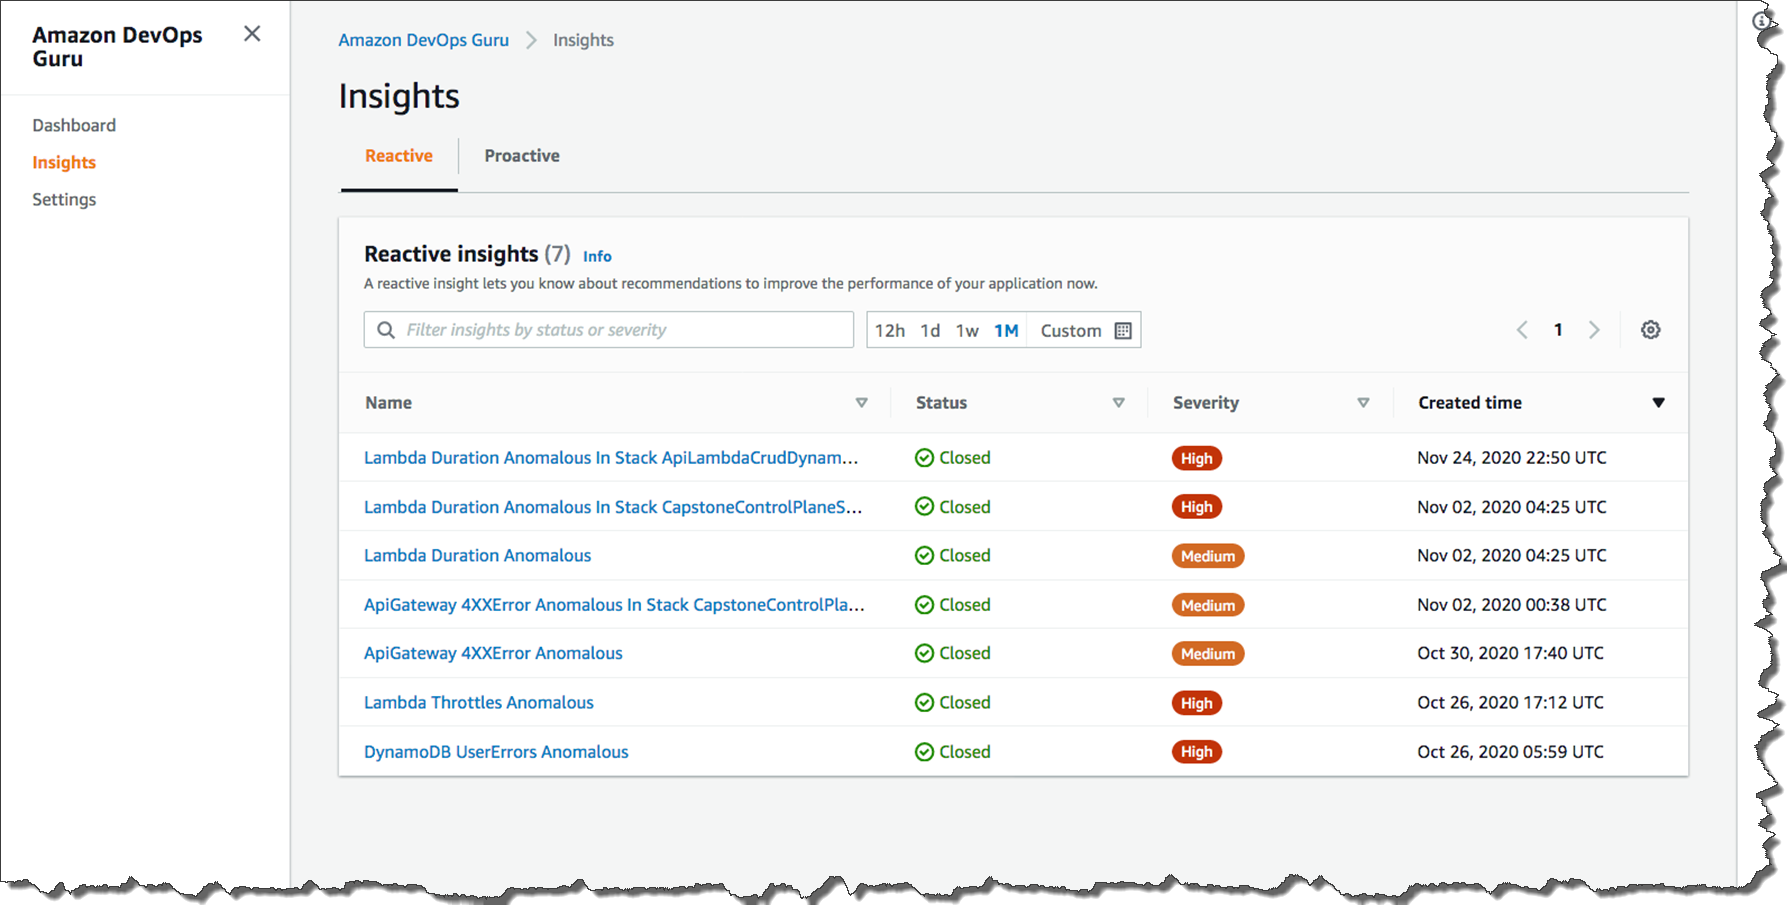 Amazon DevOps
Guru
Dashboard
Insights
Settings
Amazon DevOps Guru Insights
Insights
Reactive Proactive
Reactive insights (7) Info
A reactive insight lets you know about recommendations to improve the performance of your application now.
Filter insights by status or severity 12h 1d 1w 1M Custom 1
Name Status Severity Created time
Lambda Duration Anomalous In Stack ApiLambdaCrudDynam... Closed High Nov 24, 2020 22:50 UTC
Lambda Duration Anomalous In Stack CapstoneControlPlaneS... Closed High Nov 02, 2020 04:25 UTC
Lambda Duration Anomalous Closed Medium Nov 02, 2020 04:25 UTC
ApiGateway 4XXError Anomalous In Stack CapstoneControlPla... Closed Medium Nov 02, 2020 00:38 UTC
ApiGateway 4XXError Anomalous Closed Medium Oct 30, 2020 17:40 UTC
Lambda Throttles Anomalous Closed High Oct 26, 2020 17:12 UTC
DynamoDB UserErrors Anomalous Closed High Oct 26, 2020 05:59 UTC